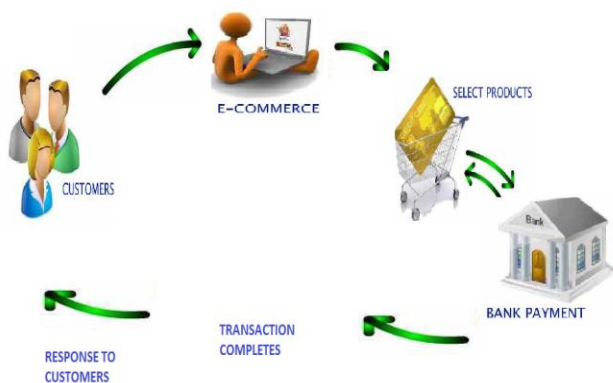 E-COMMERCE
SELECT PRODUCTS
CUSTOMERS
Bank
BANK PAYMENT
TRANSACTION
COMPLETES
RESPONSE TO
CUSTOMERS